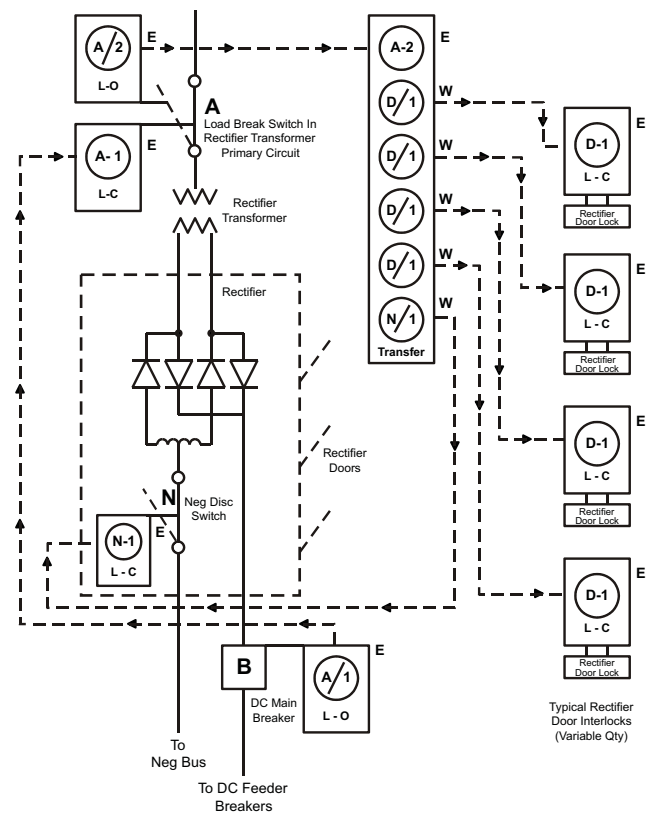 A/2
E
L-O
A-2
E
A
Load Break Switch In
Rectifier Transformer
Primary Circuit
A- 1
E
L-C
Rectifier
Transformer
D/1
W
D/1
W
D/1
W
D/1
W
N/1
W
Transfer
D-1
E
L - C
Rectifier
Door Lock
D-1
E
L - C
Rectifier
Door Lock
D-1
E
L - C
Rectifier
Door Lock
D-1
E
L - C
Rectifier
Door Lock
Typical Rectifier
Door Interlocks
(Variable Qty)
Rectifier
Rectifier
Doors
N
Neg Disc
Switch
E
N-1
L - C
B
DC Main
Breaker
A/1
E
L - O
To
Neg Bus
To DC Feeder
Breakers